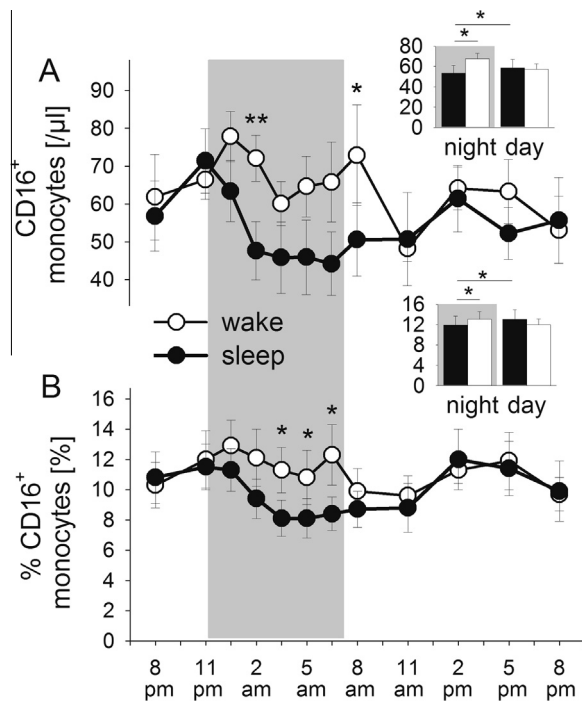 A
CD16+
monocytes [/µl]
90
80
70
60
50
40
**
*
80
60
40
20
0
*
*
night day
wake
sleep
16
12
8
4
0
*
*
night day
B
% CD16+
monocytes [%]
16
14
12
10
8
6
4
2
0
*
*
*
8 pm
11 pm
2 am
5 am
8 am
11 am
2 pm
5 pm
8 pm